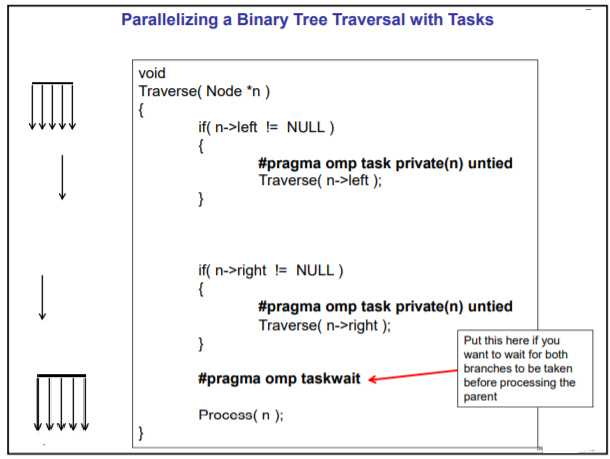 Parallelizing a Binary Tree Traversal with Tasks
void
Traverse( Node *n )
{
if( n->left != NULL )
{
#pragma omp task private(n) untied
Traverse( n->left );
}
if( n->right != NULL )
{
#pragma omp task private(n) untied
Traverse( n->right );
}
#pragma omp taskwait
Process( n );
}
Put this here if you
want to wait for both
branches to be taken
before processing the
parent